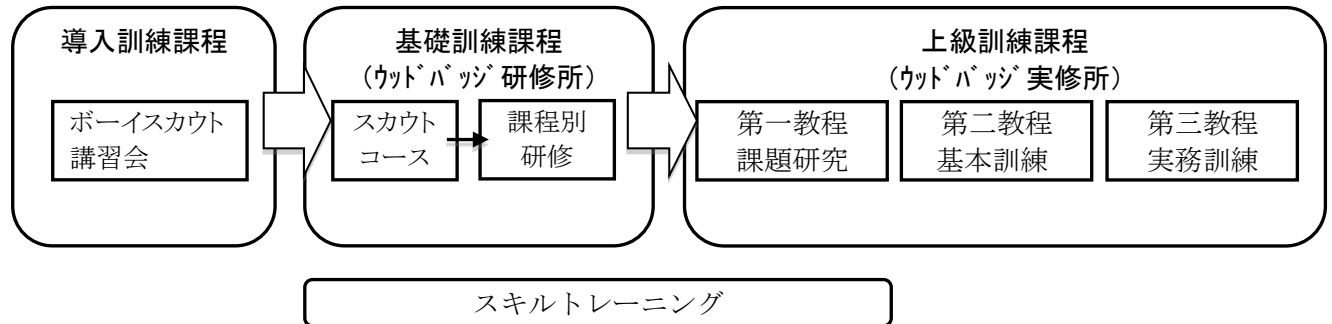 導入訓練課程
ボーイスカウト
講習会
基礎訓練課程
(ｳｯﾄﾞﾊﾞｯｼﾞ研修所)
スカウト
コース
課程別
研修
上級訓練課程
(ｳｯﾄﾞﾊﾞｯｼﾞ実修所)
第一教程
課題研究
第二教程
基本訓練
第三教程
実務訓練
スキルトレーニング